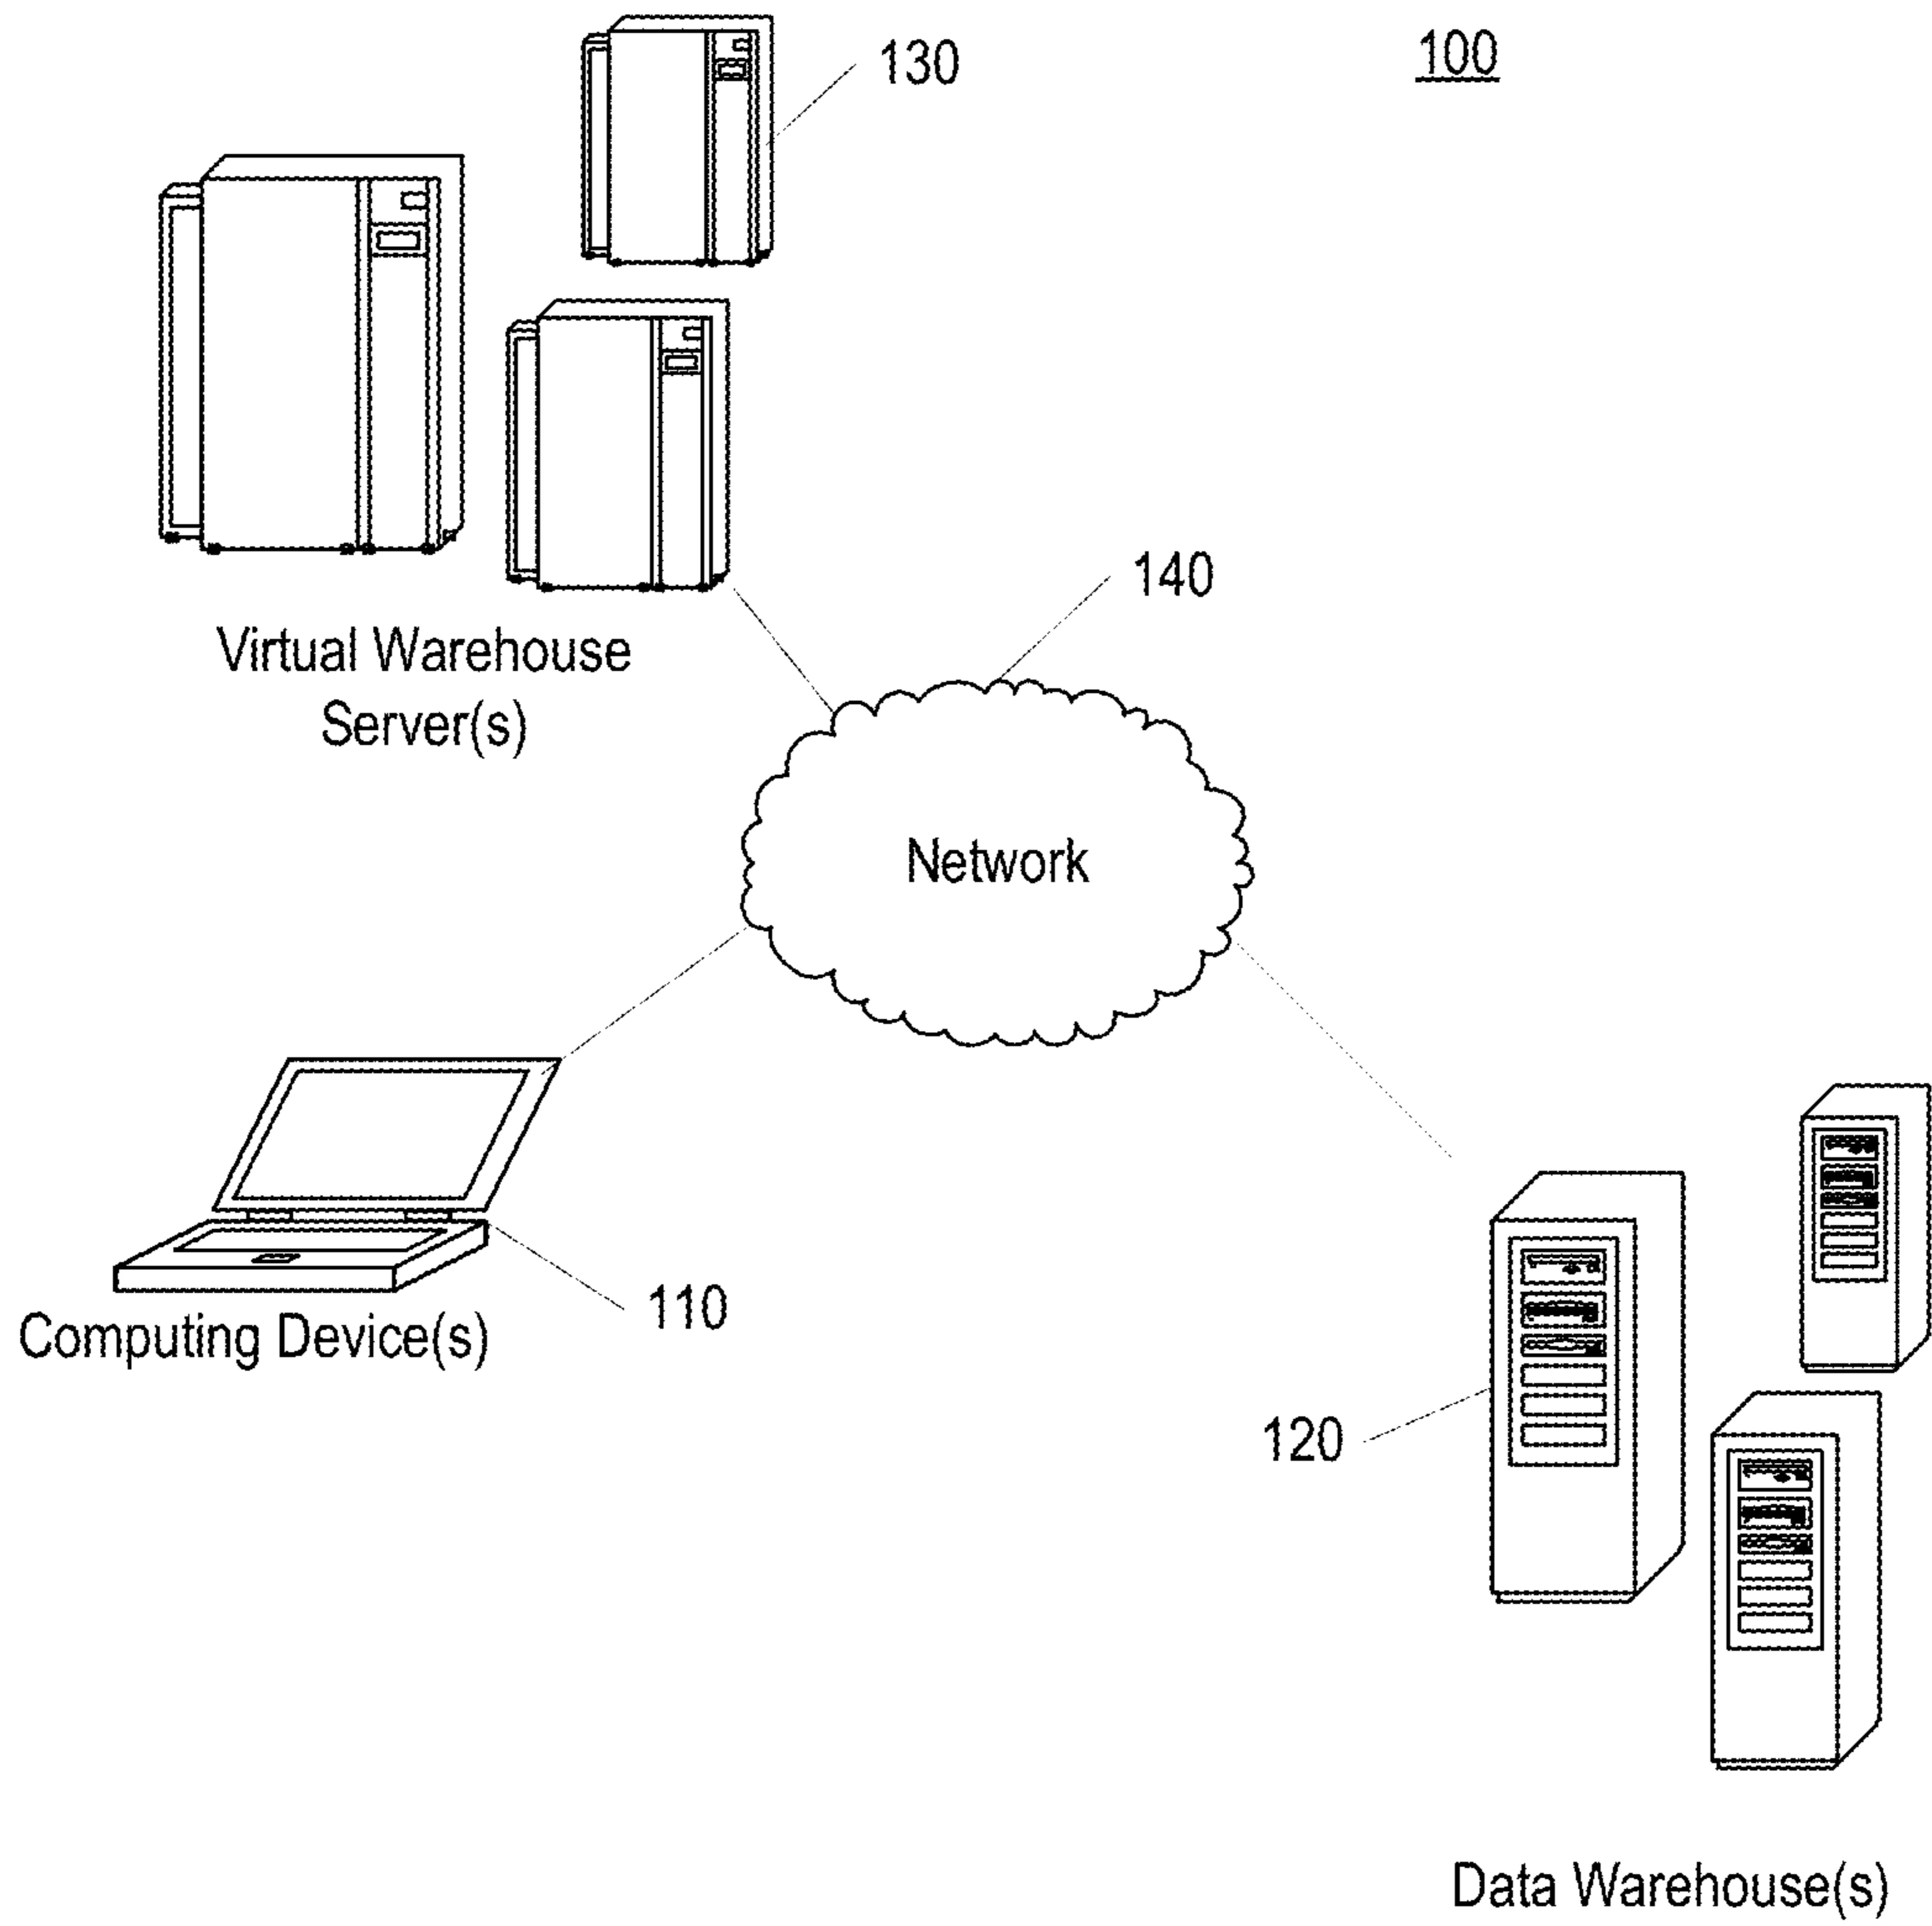 130
100
140
Virtual Warehouse
Server(s)
Network
110
Computing Device(s)
120
Data Warehouse(s)